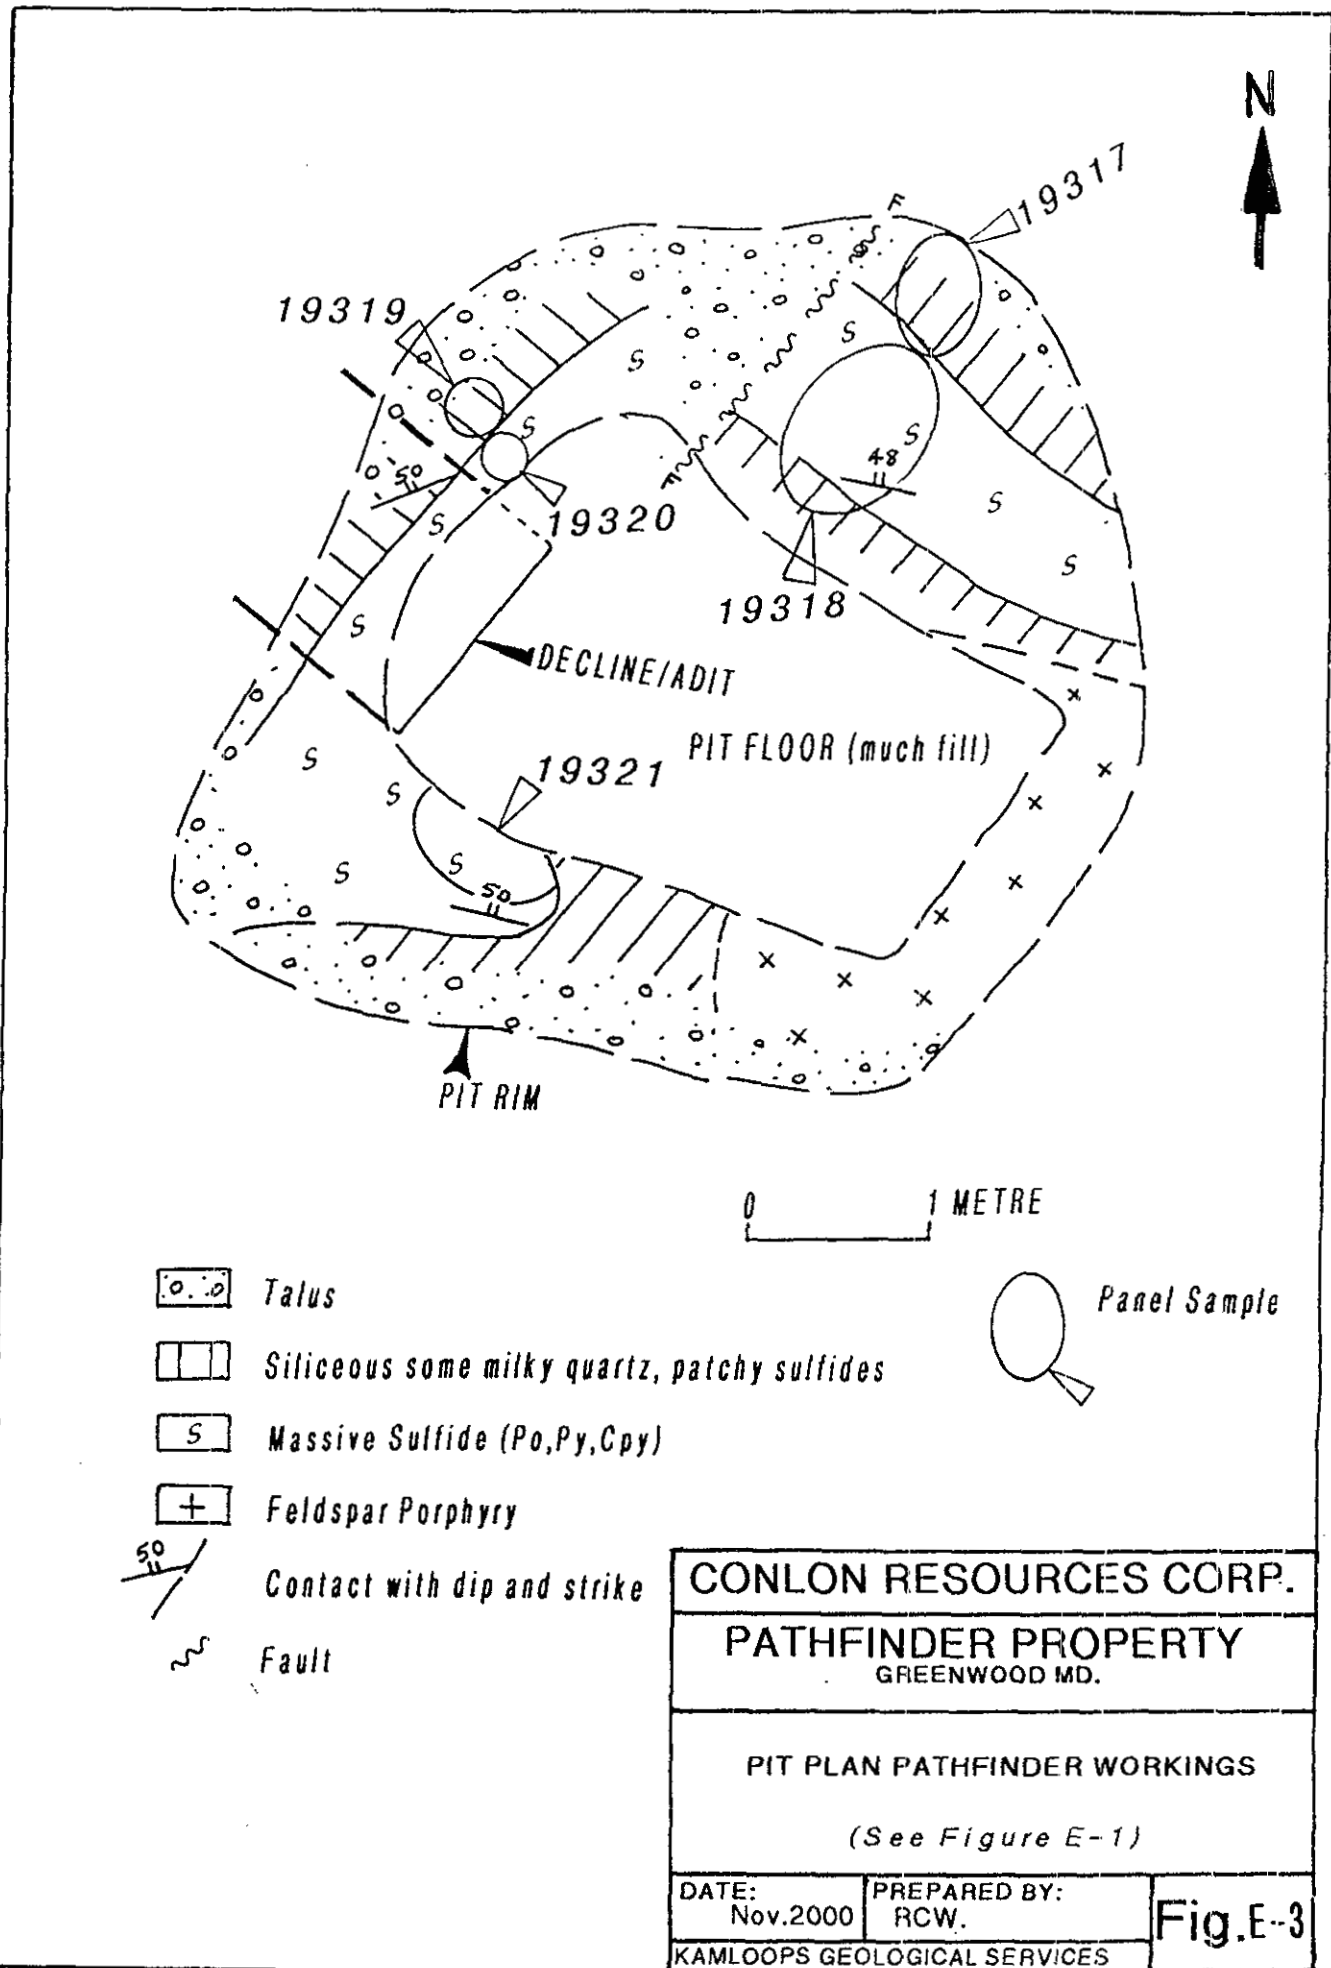 N
F
19317
19319
S
S
S
S
48
50
F
19320
S
S
19318
S
S
DECLINE/ADIT
PIT FLOOR (much fill)
S
19321
S
S
S
50
PIT RIM
0 1 METRE
Talus
Panel Sample
Siliceous some milky quartz, patchy sulfides
S Massive Sulfide (Po,Py,Cpy)
+ Feldspar Porphyry
50
Contact with dip and strike
Fault
CONLON RESOURCES CORP.
PATHFINDER PROPERTY
GREENWOOD MD.
PIT PLAN PATHFINDER WORKINGS
(See Figure E-1)
DATE:
Nov.2000
PREPARED BY:
RCW.
Fig.E-3
KAMLOOPS GEOLOGICAL SERVICES